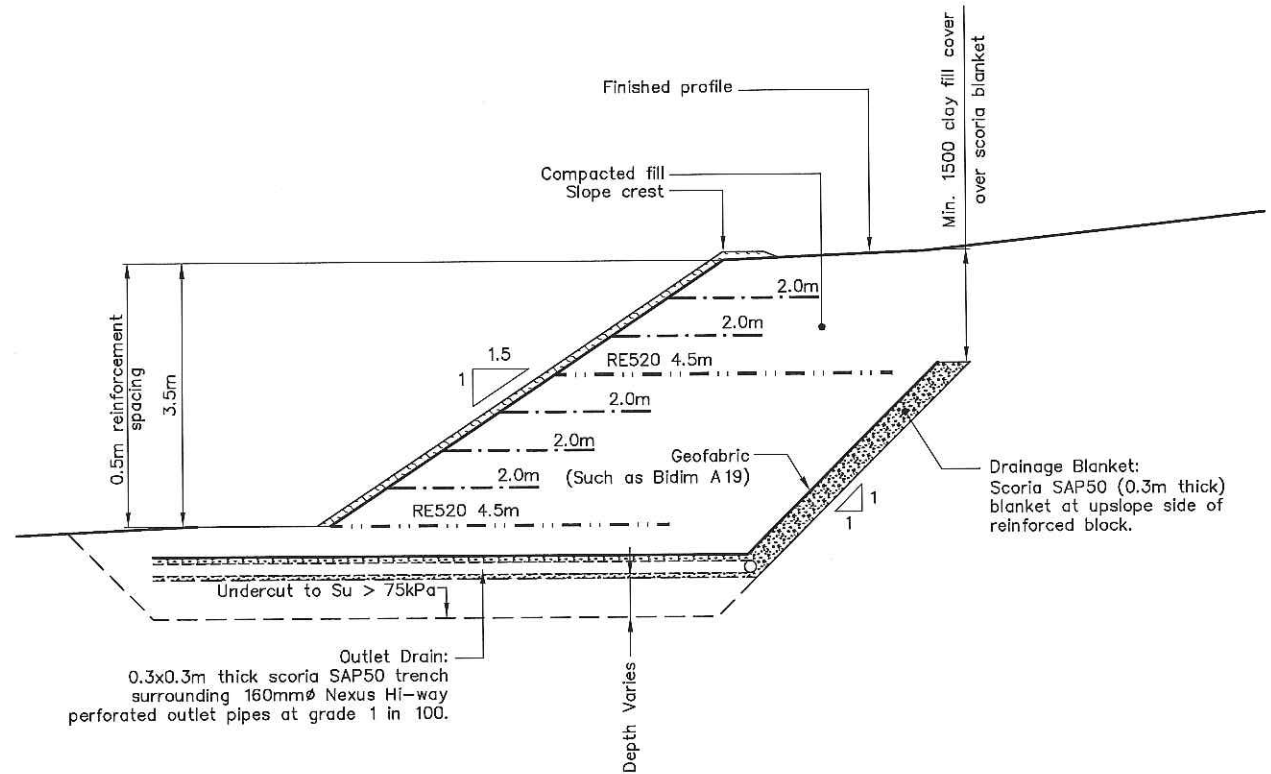 Min. 1500 clay fill cover
over scoria blanket
Finished profile
Compacted fill
Slope crest
2.0m
2.0m
1.5
1
RE520 4.5m
0.5m reinforcement
spacing
3.5m
2.0m
2.0m
Geofabric
(Such as Bidim A19)
2.0m
RE520 4.5m
1
1
Drainage Blanket:
Scoria SAP50 (0.3m thick)
blanket at upslope side of
reinforced block.
Undercut to Su > 75kPa
Outlet Drain:
0.3x0.3m thick scoria SAP50 trench
surrounding 160mmø Nexus Hi-way
perforated outlet pipes at grade 1 in 100.
Depth Varies